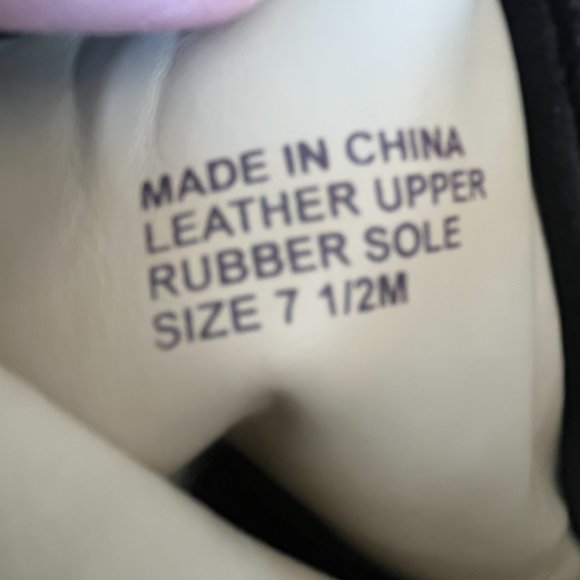 MADE IN CHINA
LEATHER UPPER
RUBBER SOLE
SIZE 7 1/2M